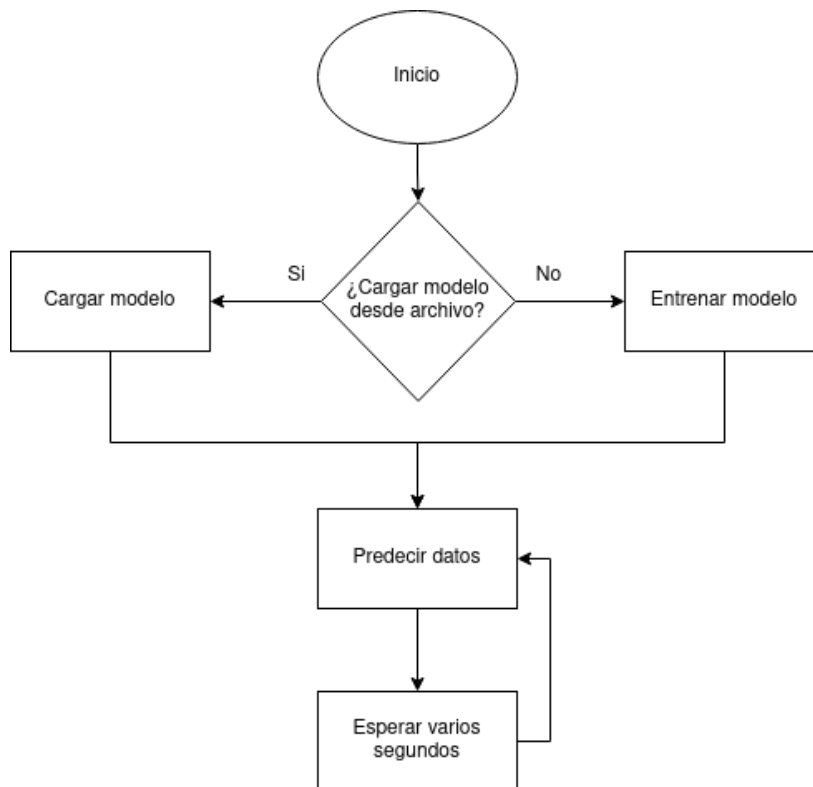 Inicio
¿Cargar modelo
desde archivo?
Si
No
Cargar modelo
Entrenar modelo
Predecir datos
Esperar varios
segundos